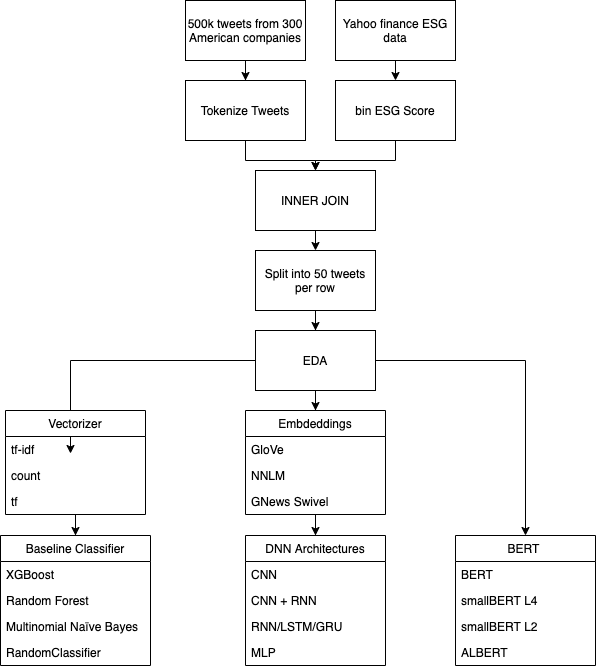 500k tweets from 300
American companies
Yahoo finance ESG
data
Tokenize Tweets
bin ESG Score
INNER JOIN
Split into 50 tweets
per row
EDA
Vectorizer
tf-idf
count
tf
Embdeddings
GloVe
NNLM
GNews Swivel
Baseline Classifier
XGBoost
Random Forest
Multinomial Naïve Bayes
RandomClassifier
DNN Architectures
CNN
CNN + RNN
RNN/LSTM/GRU
MLP
BERT
BERT
smallBERT L4
smallBERT L2
ALBERT